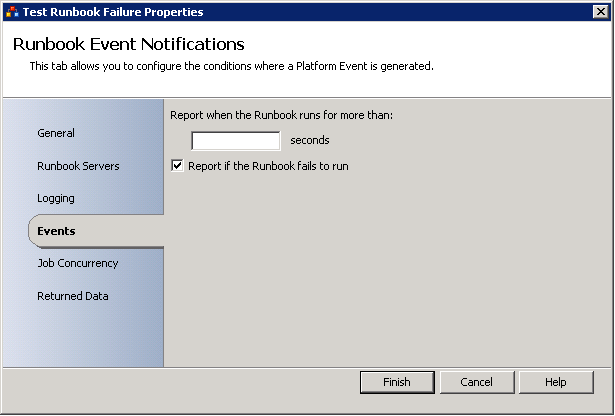 Test Runbook Failure Properties
Runbook Event Notifications
This tab allows you to configure the conditions where a Platform Event is generated.
General
Runbook Servers
Logging
Events
Job Concurrency
Returned Data
Report when the Runbook runs for more than:
seconds
Report if the Runbook fails to run
Finish
Cancel
Help